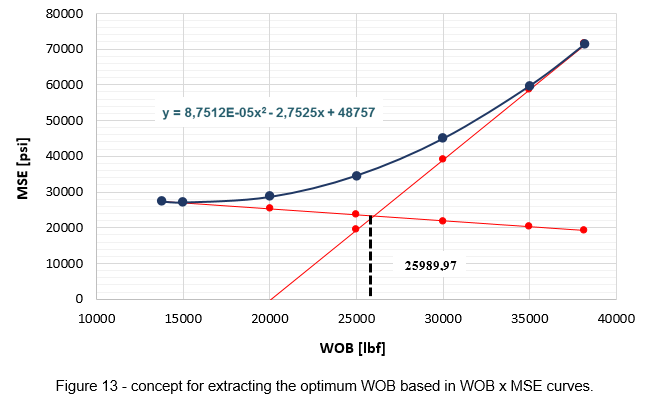 80000
70000
60000
y = 8,7512E-05x² - 2,7525x + 48757
50000
40000
MSE [psi]
30000
20000
10000
25989,97
0
10000 15000 20000 25000 30000 35000 40000
WOB [lbf]
Figure 13 - concept for extracting the optimum WOB based in WOB x MSE curves.